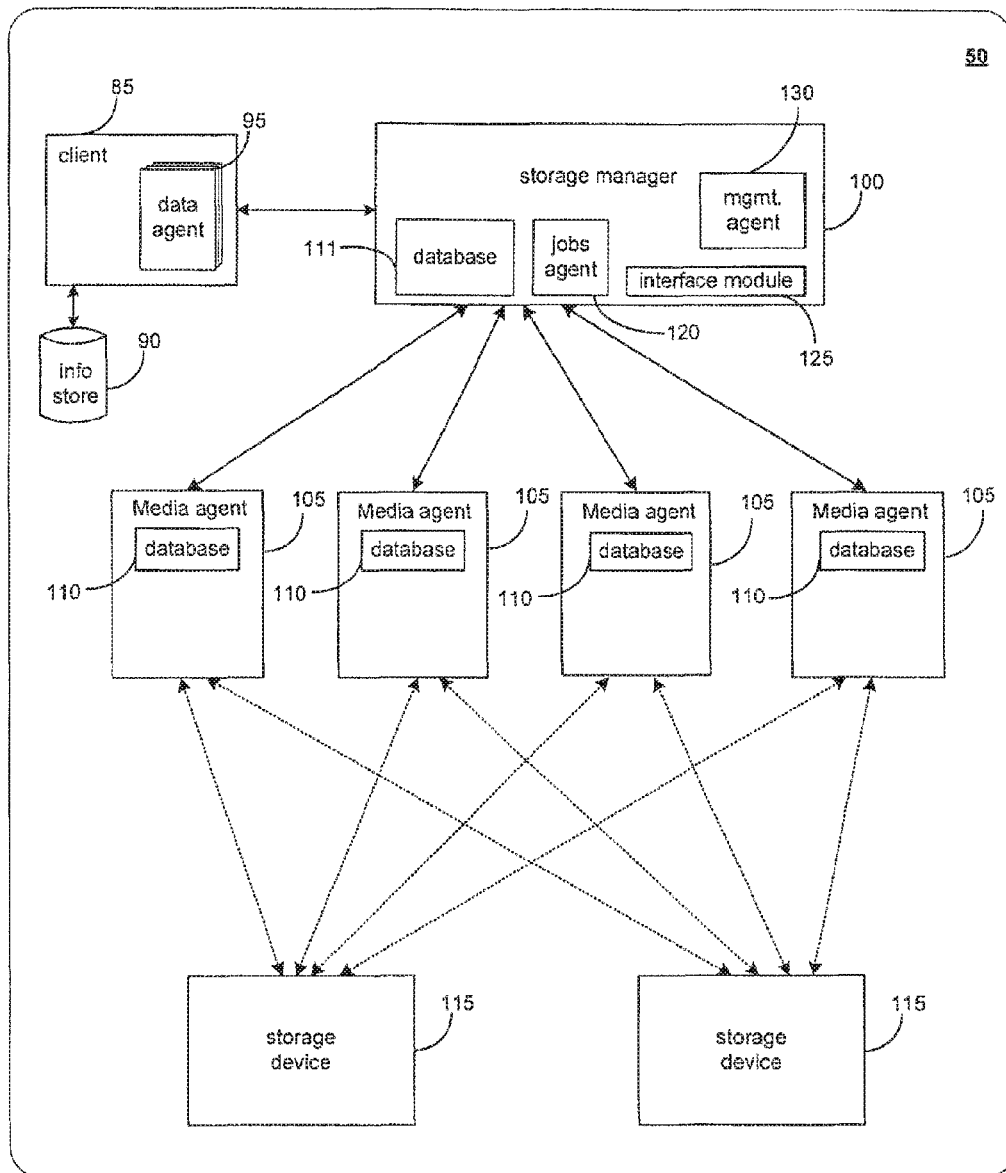 50
85
client
95
data
agent
130
storage manager
mgmt.
agent
100
111
database
jobs
agent
interface module
120
125
90
info
store
Media agent
database
110
105
Media agent
database
110
105
Media agent
database
110
105
Media agent
database
110
105
storage
device
115
storage
device
115